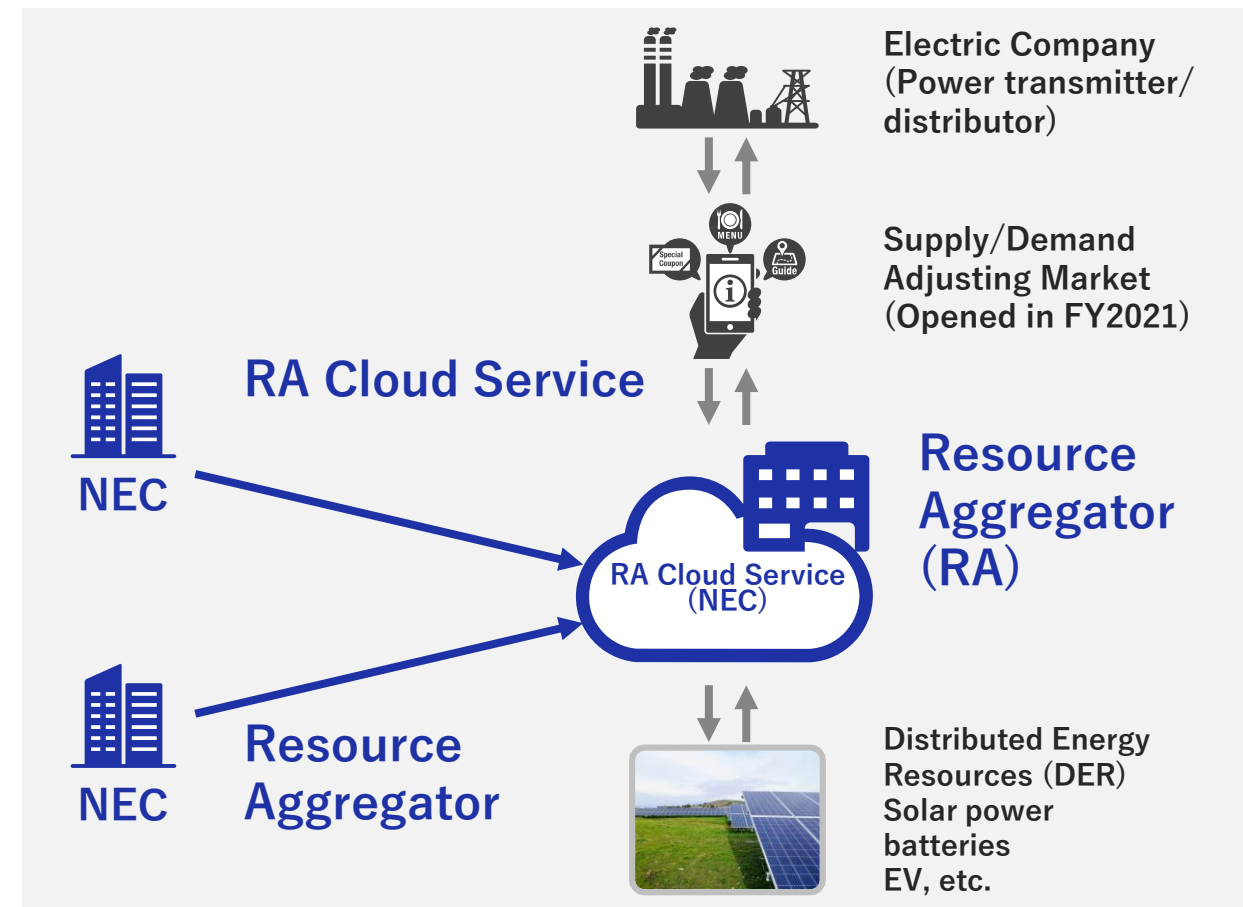 Electric Company
(Power transmitter/
distributor)
MENU
Special
Coupon
Guide
i
Supply/Demand
Adjusting Market
(Opened in FY2021)
RA Cloud Service
NEC
Resource
Aggregator
(RA)
RA Cloud Service
(NEC)
NEC
Resource
Aggregator
Distributed Energy
Resources (DER)
Solar power
batteries
EV, etc.